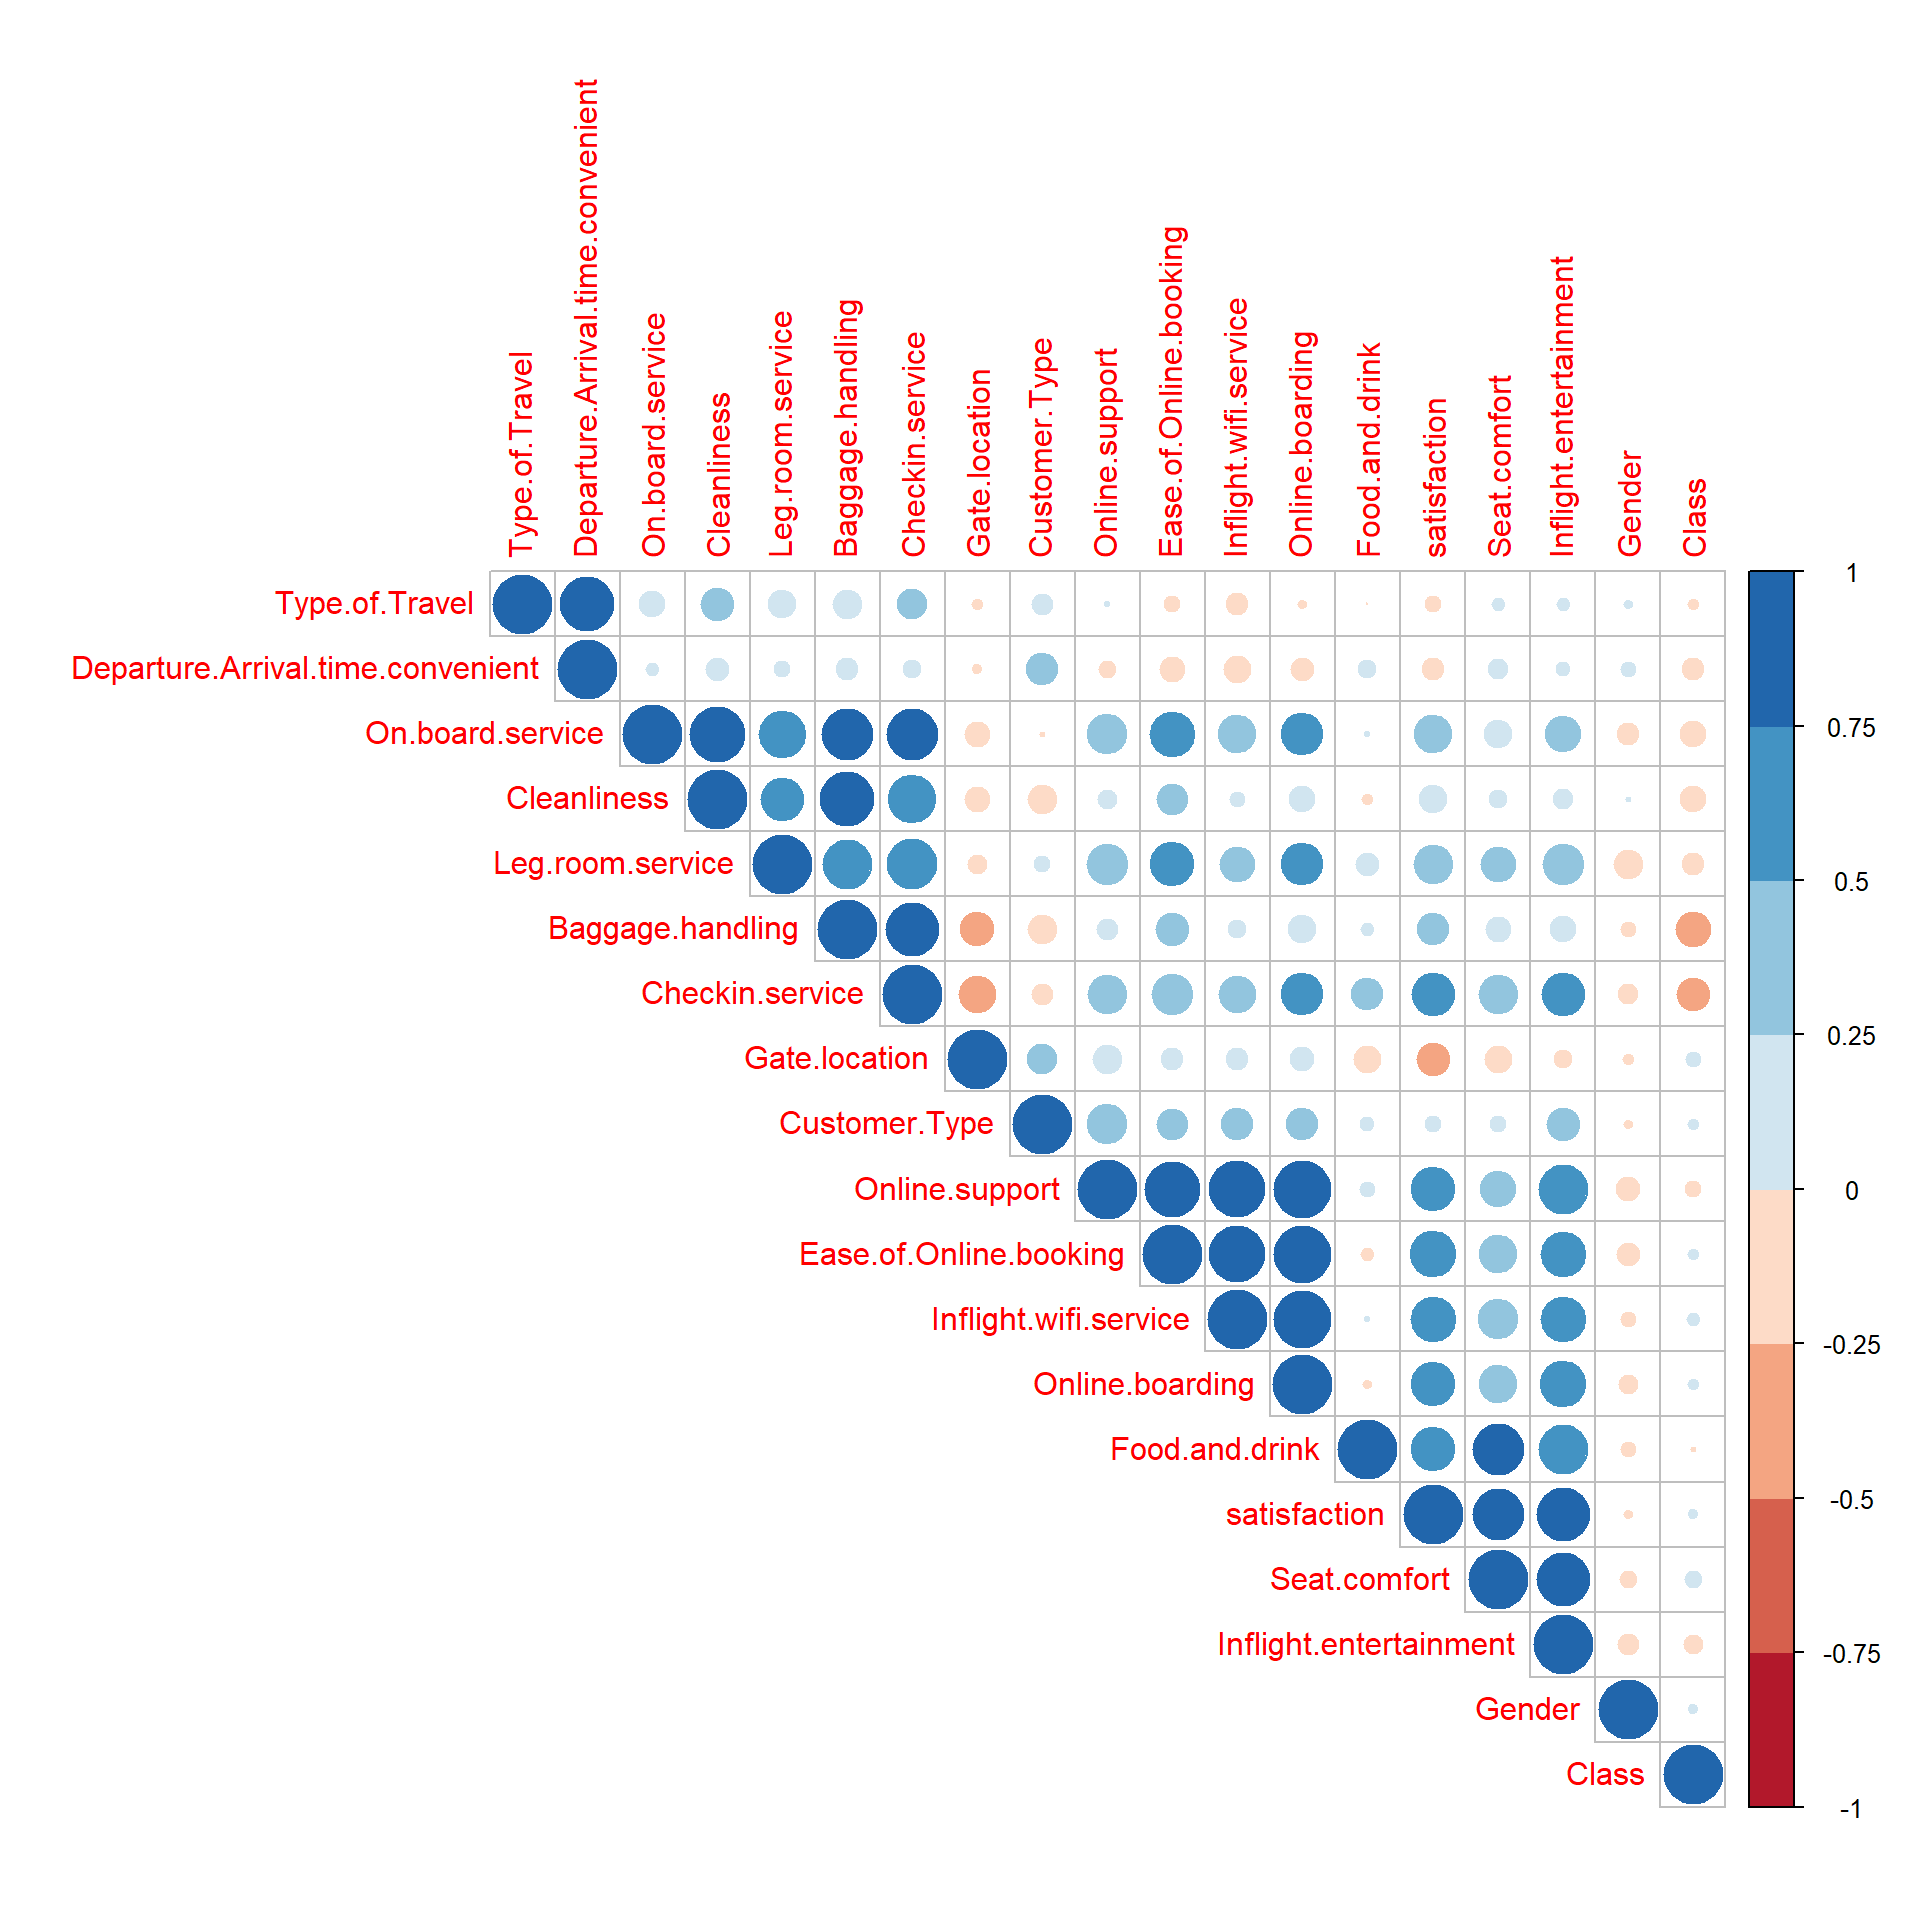 Type.of.Travel
Departure.Arrival.time.convenient
On.board.service
Cleanliness
Leg.room.service
Baggage.handling
Checkin.service
Gate.location
Customer.Type
Online.support
Ease.of.Online.booking
Inflight.wifi.service
Online.boarding
Food.and.drink
satisfaction
Seat.comfort
Inflight.entertainment
Gender
Class
Type.of.Travel
Departure.Arrival.time.convenient
On.board.service
Cleanliness
Leg.room.service
Baggage.handling
Checkin.service
Gate.location
Customer.Type
Online.support
Ease.of.Online.booking
Inflight.wifi.service
Online.boarding
Food.and.drink
satisfaction
Seat.comfort
Inflight.entertainment
Gender
Class
1
0.75
0.5
0.25
0
-0.25
-0.5
-0.75
-1